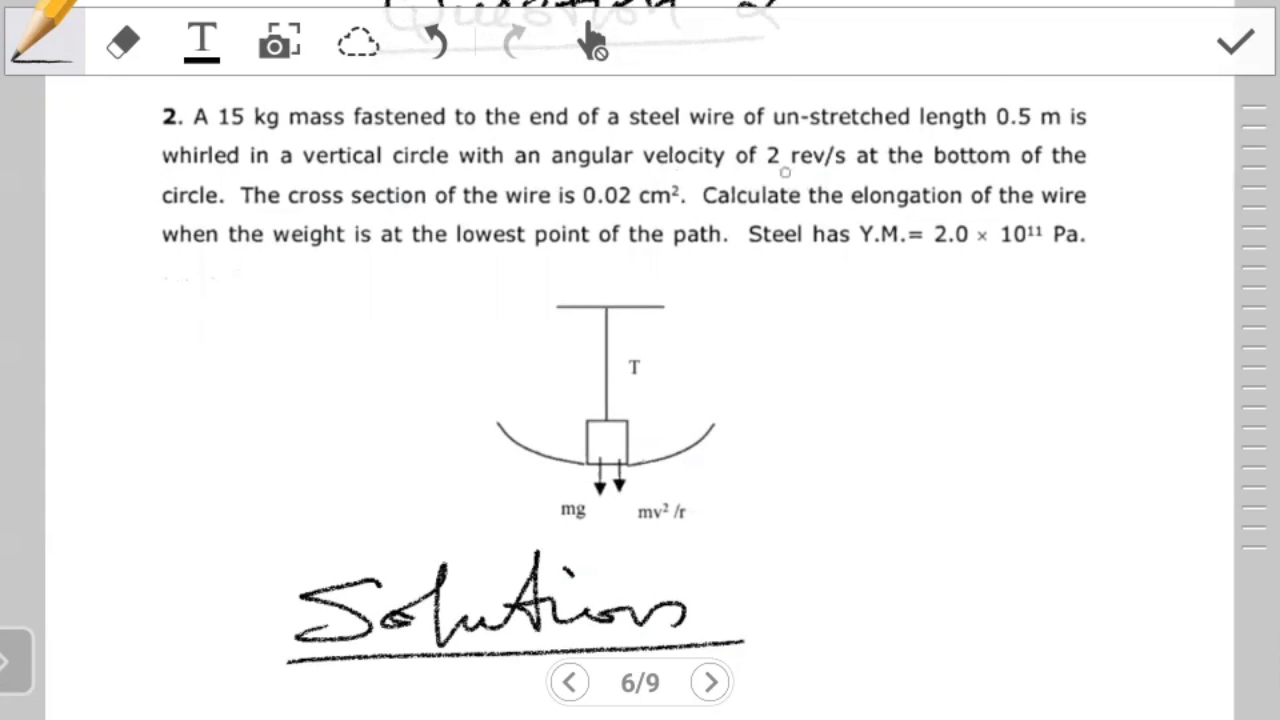 Question 2
T
2. A 15 kg mass fastened to the end of a steel wire of un-stretched length 0.5 m is
whirled in a vertical circle with an angular velocity of 2 rev/s at the bottom of the
circle. The cross section of the wire is 0.02 cm². Calculate the elongation of the wire
when the weight is at the lowest point of the path. Steel has Y.M.= 2.0 × 10¹¹ Pa.
T
mg mv² /r
Solution
6/9